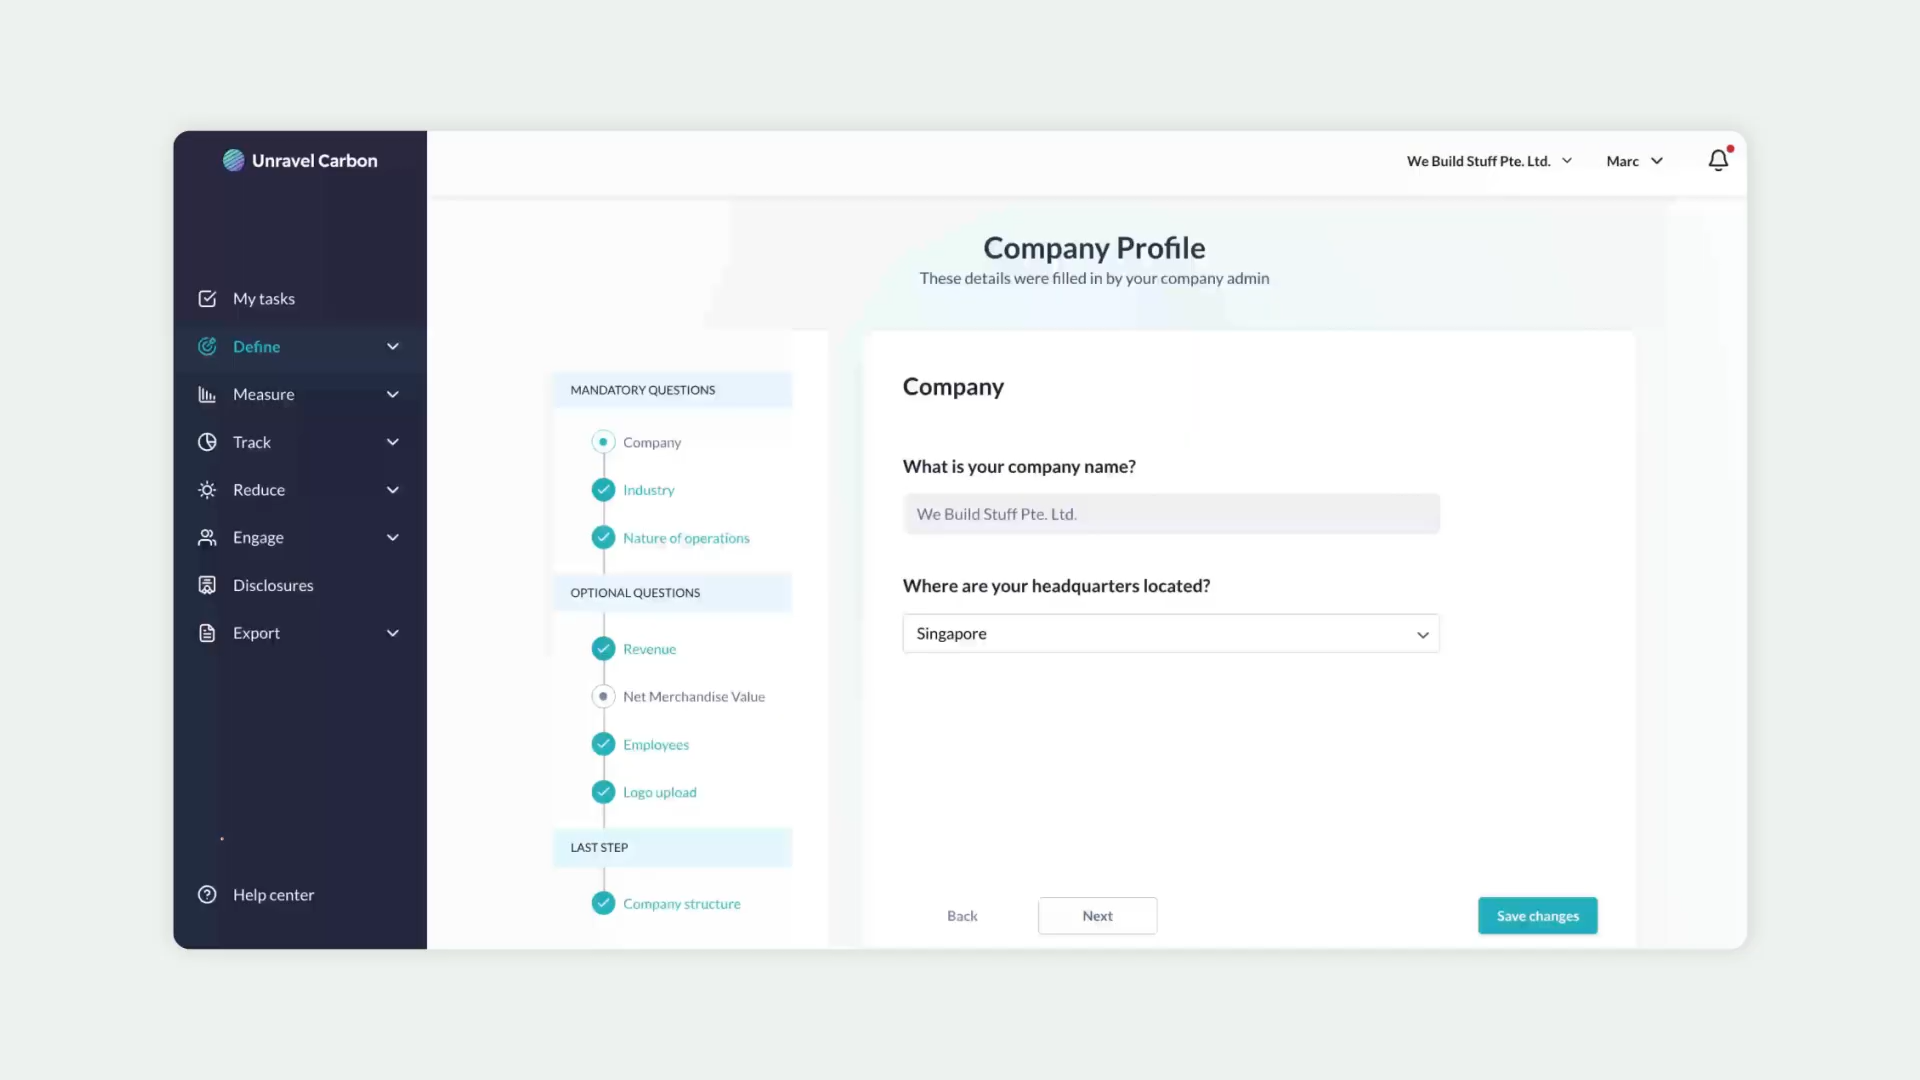 Unravel Carbon
We Build Stuff Pte. Ltd.
Marc
My tasks
Define
Measure
Track
Reduce
Engage
Disclosures
Export
Help center
Company Profile
These details were filled in by your company admin
MANDATORY QUESTIONS
Company
Industry
Nature of operations
OPTIONAL QUESTIONS
Revenue
Net Merchandise Value
Employees
Logo upload
LAST STEP
Company structure
Company
What is your company name?
We Build Stuff Pte. Ltd.
Where are your headquarters located?
Singapore
Back
Next
Save changes